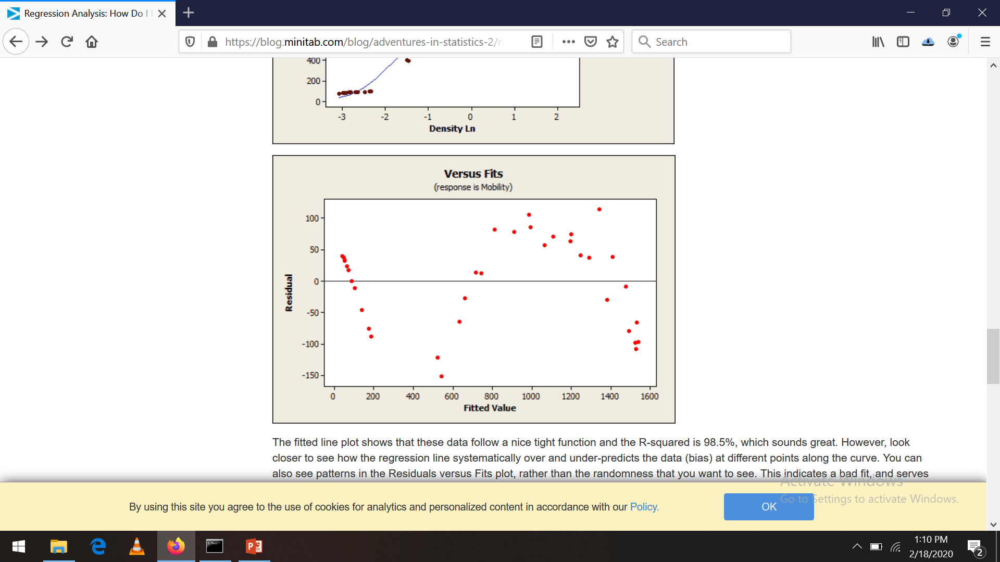 Regression Analysis: How Do I
https://blog.minitab.com/blog/adventures-in-statistics-2/r
Search
400
200
0
-3 -2 -1 0 1 2
Density Ln
Versus Fits
(response is Mobility)
100
50
0
-50
-100
-150
Residual
0 200 400 600 800 1000 1200 1400 1600
Fitted Value
The fitted line plot shows that these data follow a nice tight function and the R-squared is 98.5%, which sounds great. However, look
closer to see how the regression line systematically over and under-predicts the data (bias) at different points along the curve. You can
also see patterns in the Residuals versus Fits plot, rather than the randomness that you want to see. This indicates a bad fit, and serves
Activate Windows
Go to Settings to activate Windows.
By using this site you agree to the use of cookies for analytics and personalized content in accordance with our Policy.
OK
1:10 PM
2/18/2020
2